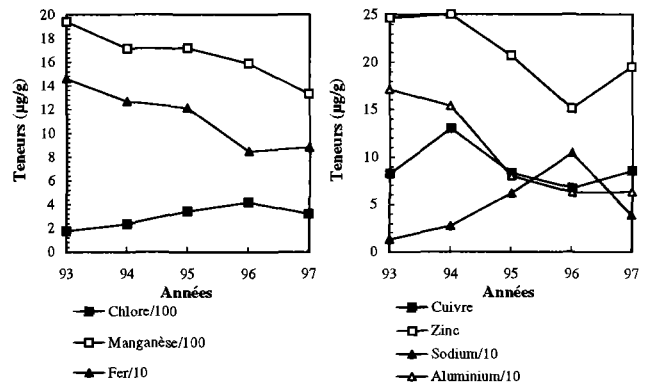 20
18
16
14
12
10
8
6
4
2
0
Teneurs (µg/g)
93 94 95 96 97
Années
Chlore/100
Manganèse/100
Fer/10
25
20
15
10
5
0
Teneurs (µg/g)
93 94 95 96 97
Années
Cuivre
Zinc
Sodium/10
Aluminium/10